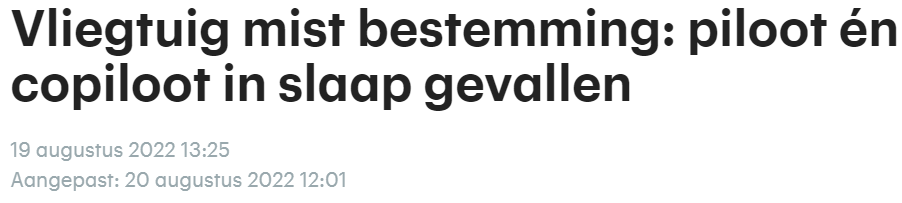 Vliegtuig mist bestemming: piloot én
copiloot in slaap gevallen
19 augustus 2022 13:25
Aangepast: 20 augustus 2022 12:01